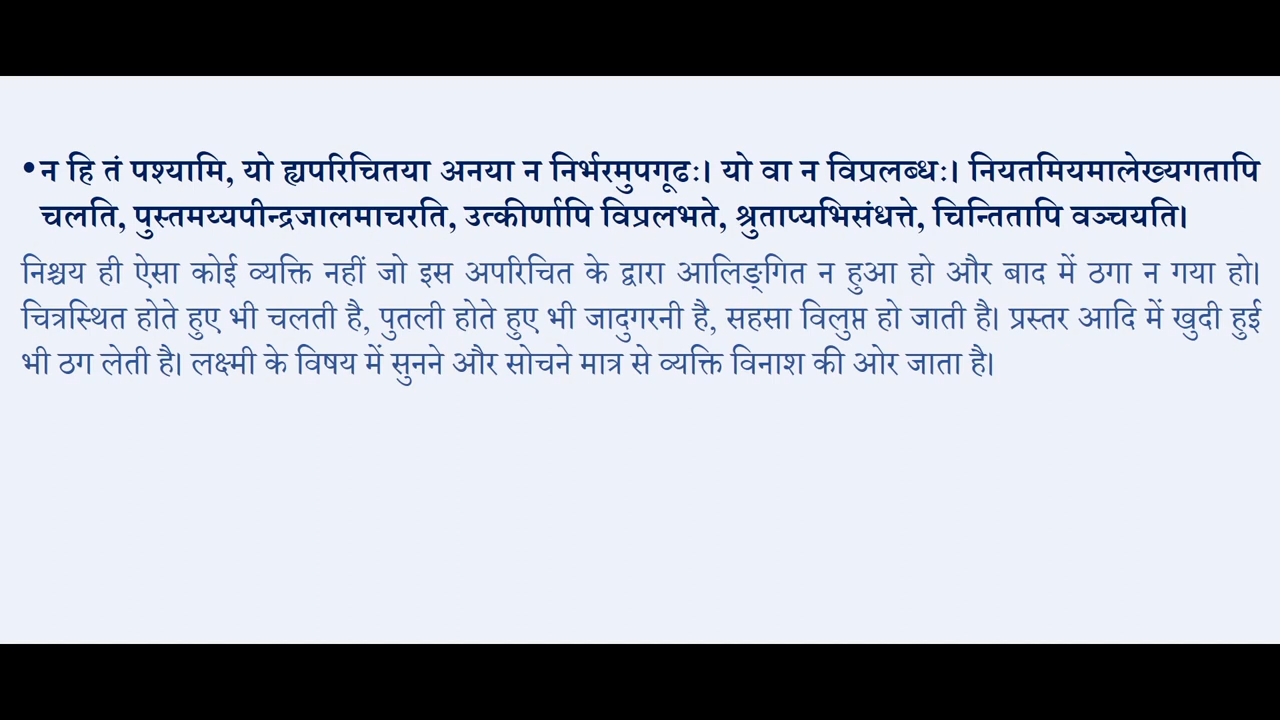 •न हि तं पश्यामि, यो ह्यपरिचितया अनया न निर्भरमुपगूढः। यो वा न विप्रलब्धः। नियतमियमालेख्यगतापि
चलति, पुस्तमय्यपीन्द्रजालमाचरति, उत्कीर्णापि विप्रलभते, श्रुताप्यभिसंधत्ते, चिन्तितापि वञ्चयति।
निश्चय ही ऐसा कोई व्यक्ति नहीं जो इस अपरिचित के द्वारा आलिङ्गित न हुआ हो और बाद में ठगा न गया हो।
चित्रस्थित होते हुए भी चलती है, पुतली होते हुए भी जादुगरनी है, सहसा विलुप्त हो जाती है। प्रस्तर आदि में खुदी हुई
भी ठग लेती है। लक्ष्मी के विषय में सुनने और सोचने मात्र से व्यक्ति विनाश की ओर जाता है।